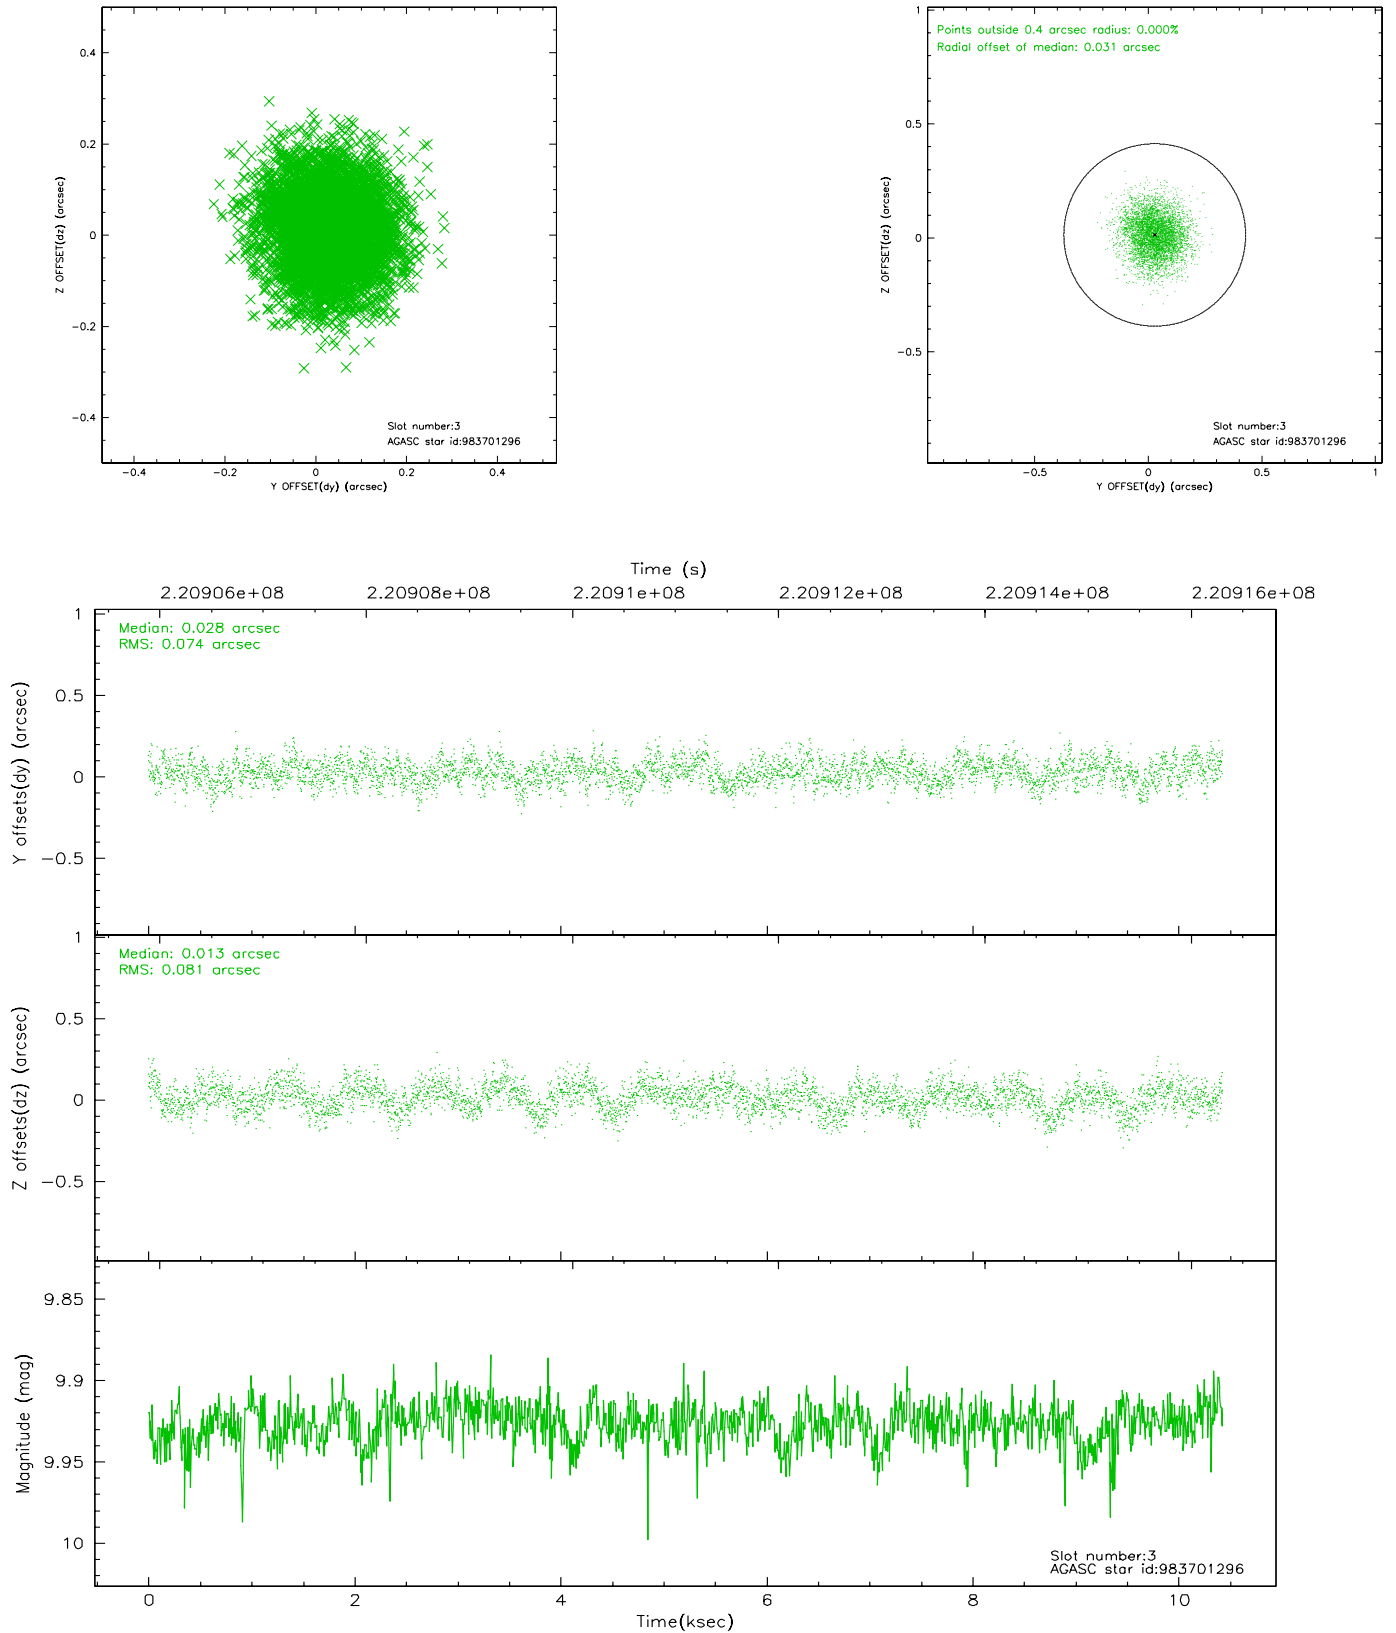 0.4
0.2
0
−0.2
−0.4
Z OFFSET(dz) (arcsec)
Slot number:3
AGASC star id:983701296
−0.4 −0.2 0 0.2 0.4
Y OFFSET(dy) (arcsec)
Points outside 0.4 arcsec radius: 0.000%
Radial offset of median: 0.031 arcsec
1
0.5
0
−0.5
Z OFFSET(dz) (arcsec)
Slot number:3
AGASC star id:983701296
−0.5 0 0.5 1
Y OFFSET(dy) (arcsec)
Time (s)
2.20906e+08 2.20908e+08 2.2091e+08 2.20912e+08 2.20914e+08 2.20916e+08
Median: 0.028 arcsec
RMS: 0.074 arcsec
1
0.5
0
−0.5
Y offsets(dy) (arcsec)
Median: 0.013 arcsec
RMS: 0.081 arcsec
1
0.5
0
−0.5
Z offsets(dz) (arcsec)
9.85
9.9
9.95
10
Magnitude (mag)
Slot number:3
AGASC star id:983701296
0 2 4 6 8 10
Time(ksec)